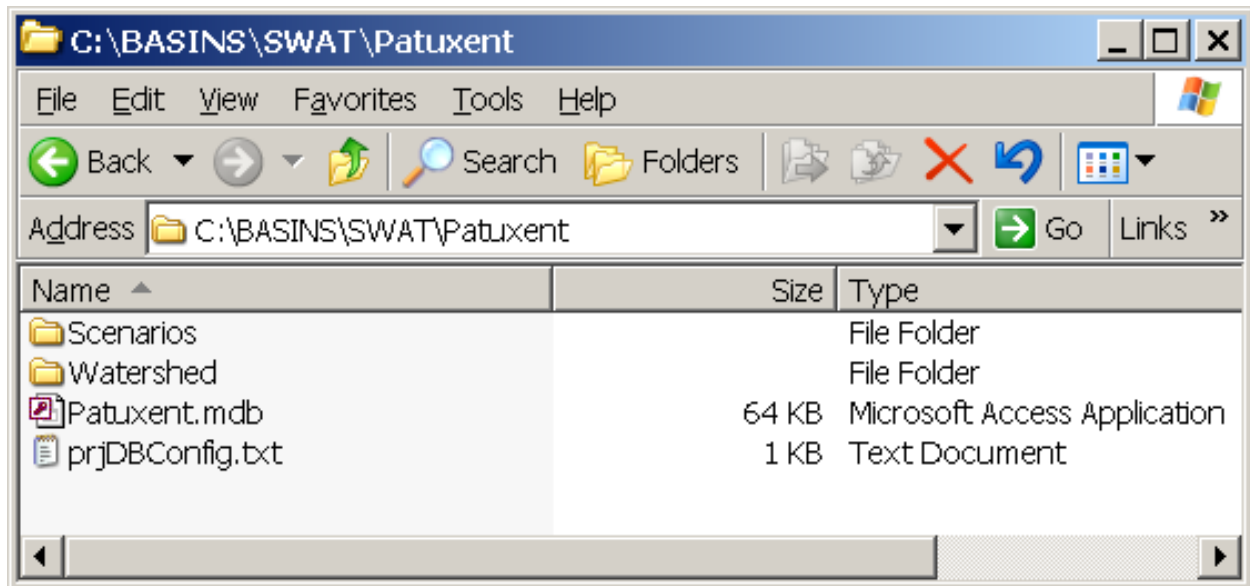 C:\BASINS\SWAT\Patuxent
File Edit View Favorites Tools Help
Back Search Folders
Address C:\BASINS\SWAT\Patuxent Go Links »
Name Size Type
Scenarios File Folder
Watershed File Folder
Patuxent.mdb 64 KB Microsoft Access Application
prjDBConfig.txt 1 KB Text Document